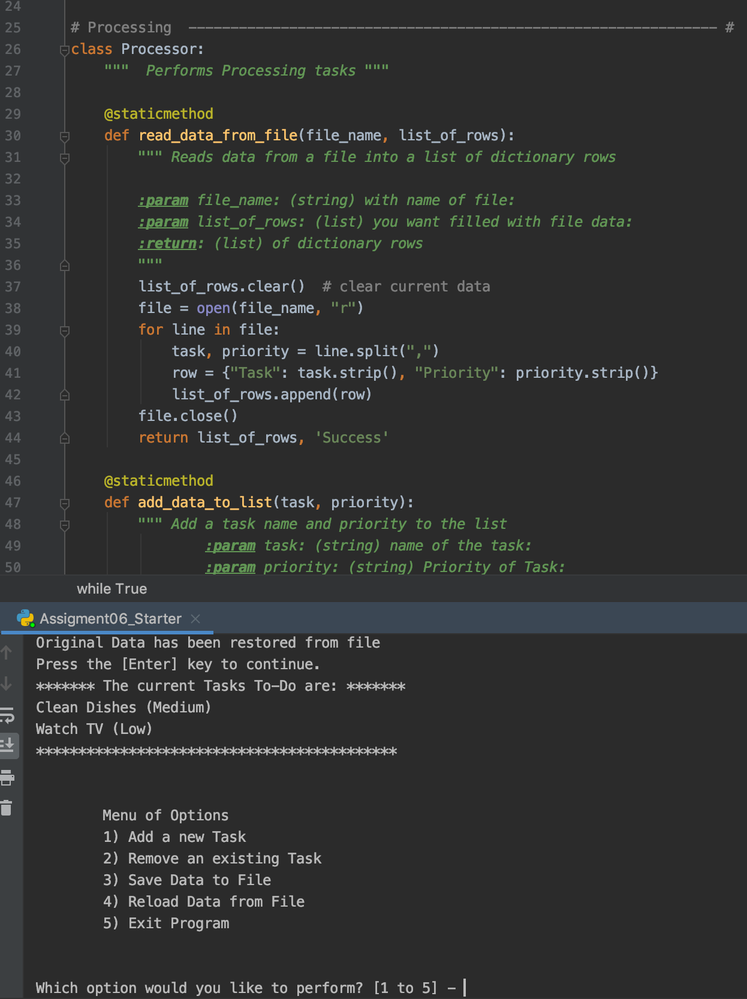 24
25 # Processing  --------------------------------------------------------------- #
26 class Processor:
27     """  Performs Processing tasks """
28
29     @staticmethod
30     def read_data_from_file(file_name, list_of_rows):
31         """ Reads data from a file into a list of dictionary rows
32
33         :param file_name: (string) with name of file:
34         :param list_of_rows: (list) you want filled with file data:
35         :return: (list) of dictionary rows
36         """
37         list_of_rows.clear()  # clear current data
38         file = open(file_name, "r")
39         for line in file:
40             task, priority = line.split(",")
41             row = {"Task": task.strip(), "Priority": priority.strip()}
42             list_of_rows.append(row)
43         file.close()
44         return list_of_rows, 'Success'
45
46     @staticmethod
47     def add_data_to_list(task, priority):
48         """ Add a task name and priority to the list
49                 :param task: (string) name of the task:
50                 :param priority: (string) Priority of Task:
while True
Assigment06_Starter
Original Data has been restored from file
Press the [Enter] key to continue.
******* The current Tasks To-Do are: *******
Clean Dishes (Medium)
Watch TV (Low)
*******************************************
        Menu of Options
        1) Add a new Task
        2) Remove an existing Task
        3) Save Data to File
        4) Reload Data from File
        5) Exit Program
Which option would you like to perform? [1 to 5] -